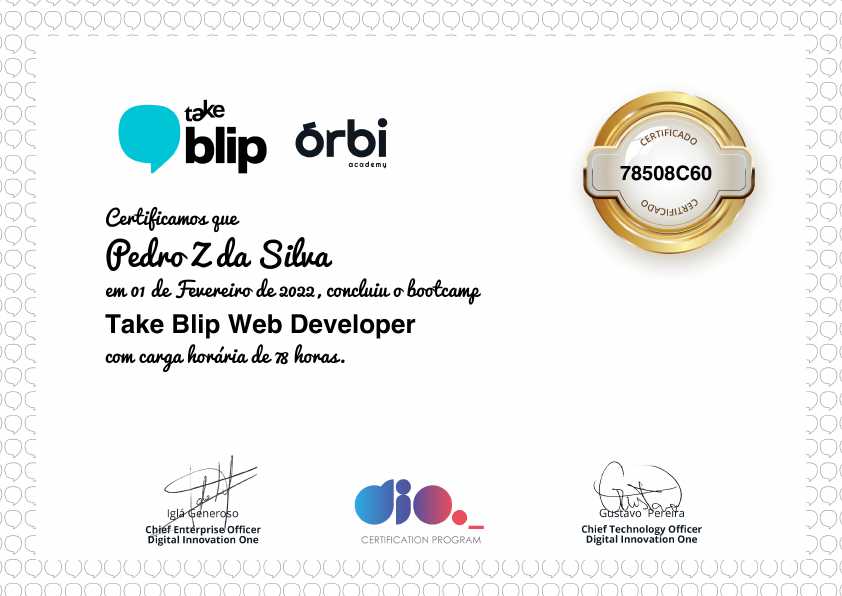 take
blip
órbi
academy
CERTIFICADO
78508C60
CERTIFICADO
Certificamos que
Pedro Z da Silva
em 01 de Fevereiro de 2022, concluiu o bootcamp
Take Blip Web Developer
com carga horária de 78 horas.
Iglá Generoso
Chief Enterprise Officer
Digital Innovation One
dio._
CERTIFICATION PROGRAM
Gustavo Pereira
Chief Technology Officer
Digital Innovation One